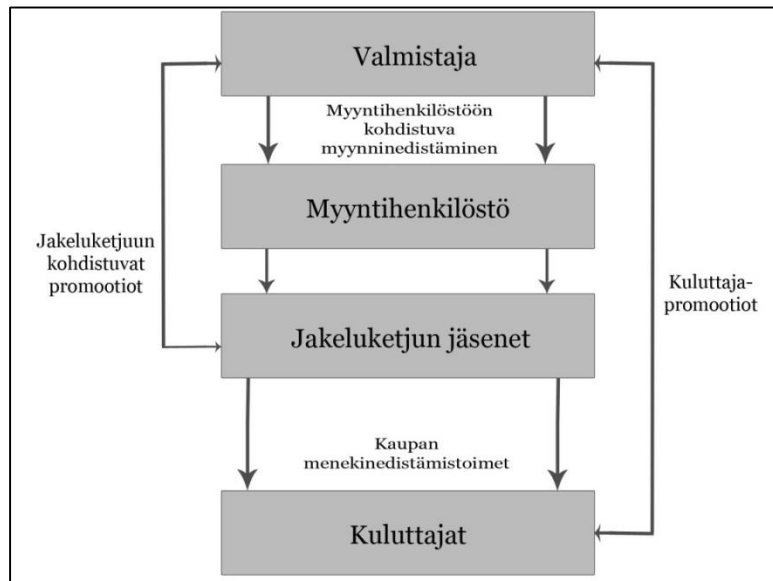 Valmistaja
Myyntihenkilöstöön
kohdistuva
myynninedistäminen
Myyntihenkilöstö
Jakeluketjuun
kohdistuvat
promootiot
Kuluttaja-
promootiot
Jakeluketjun jäsenet
Kaupan
menekinedistämistoimet
Kuluttajat